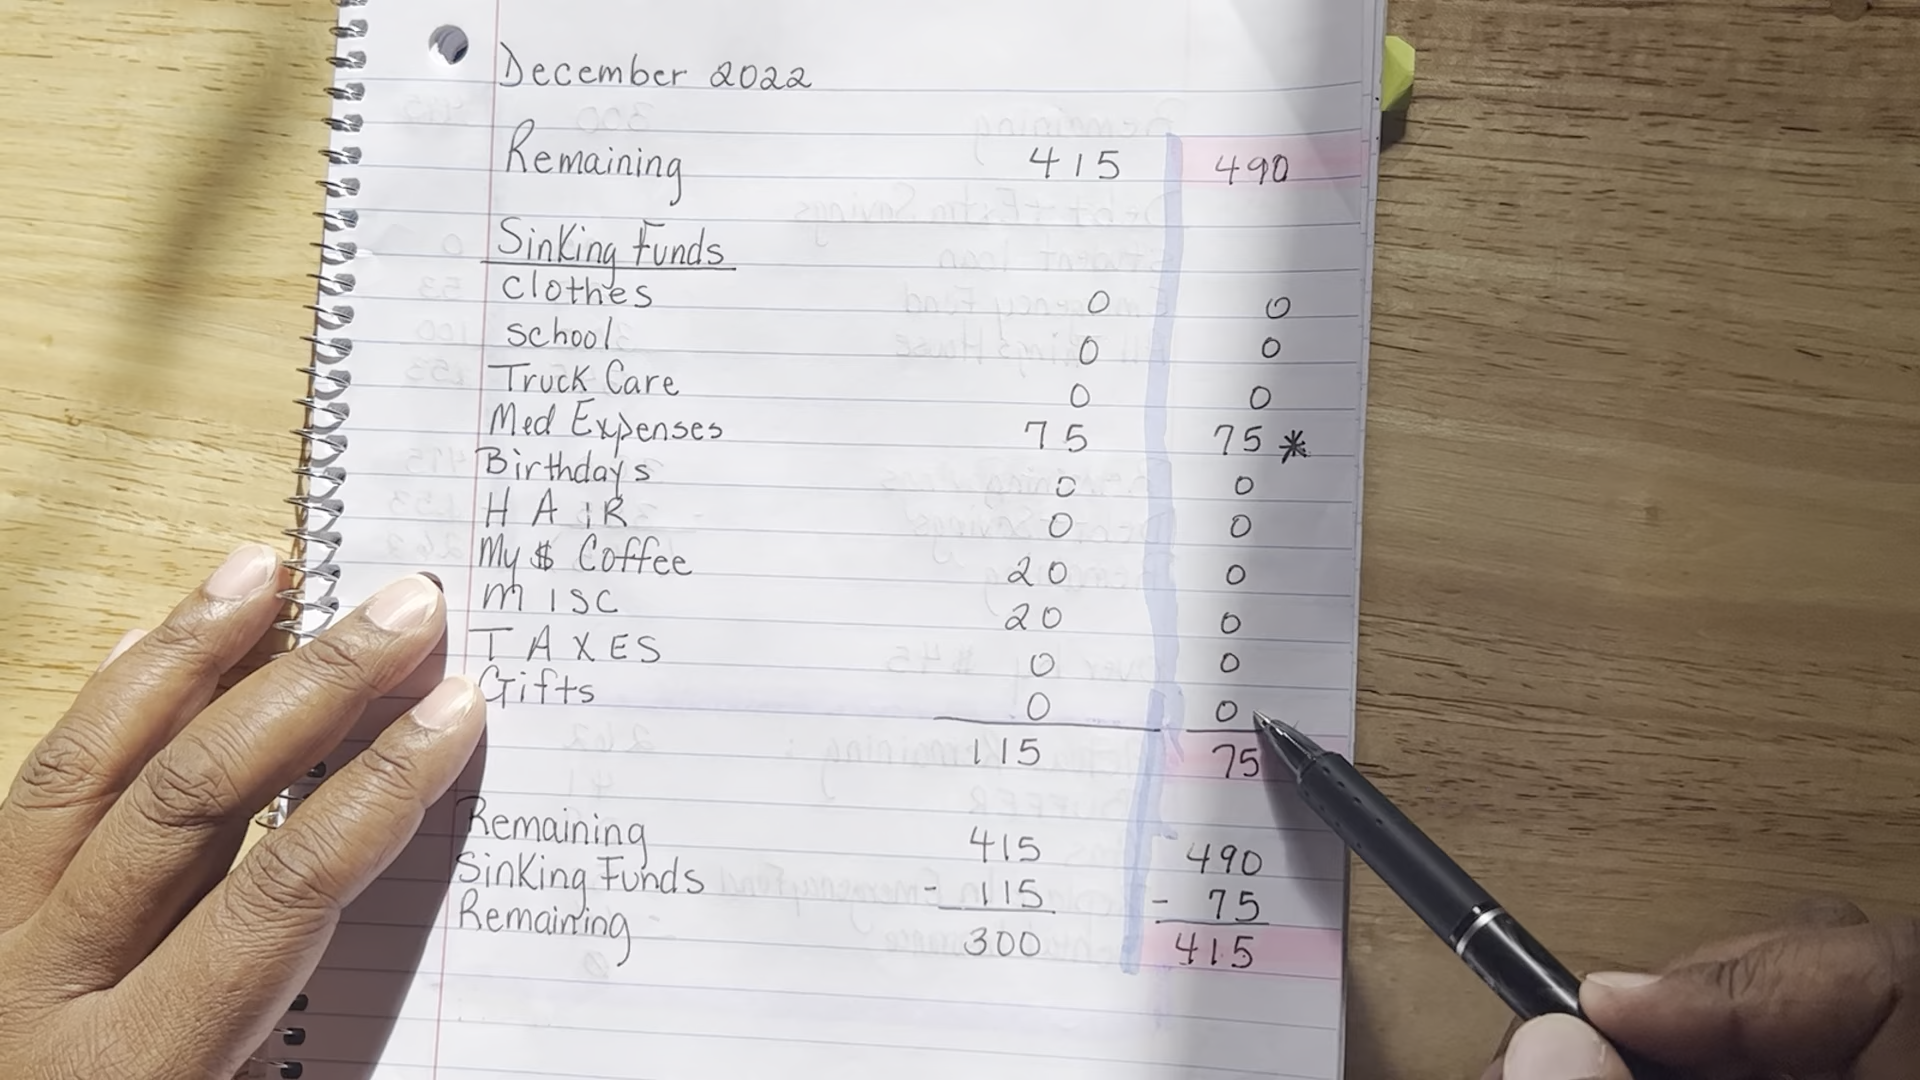 December 2022
Remaining 415 490
Sinking Funds
Clothes 0 0
School 0 0
Truck Care 0 0
Med Expenses 75 75 *
Birthdays 0 0
HAiR 0 0
My $ Coffee 20 0
MISC 20 0
TAXES 0 0
Gifts 0 0
115 75
Remaining 415 490
Sinking Funds - 115 - 75
Remaining 300 415